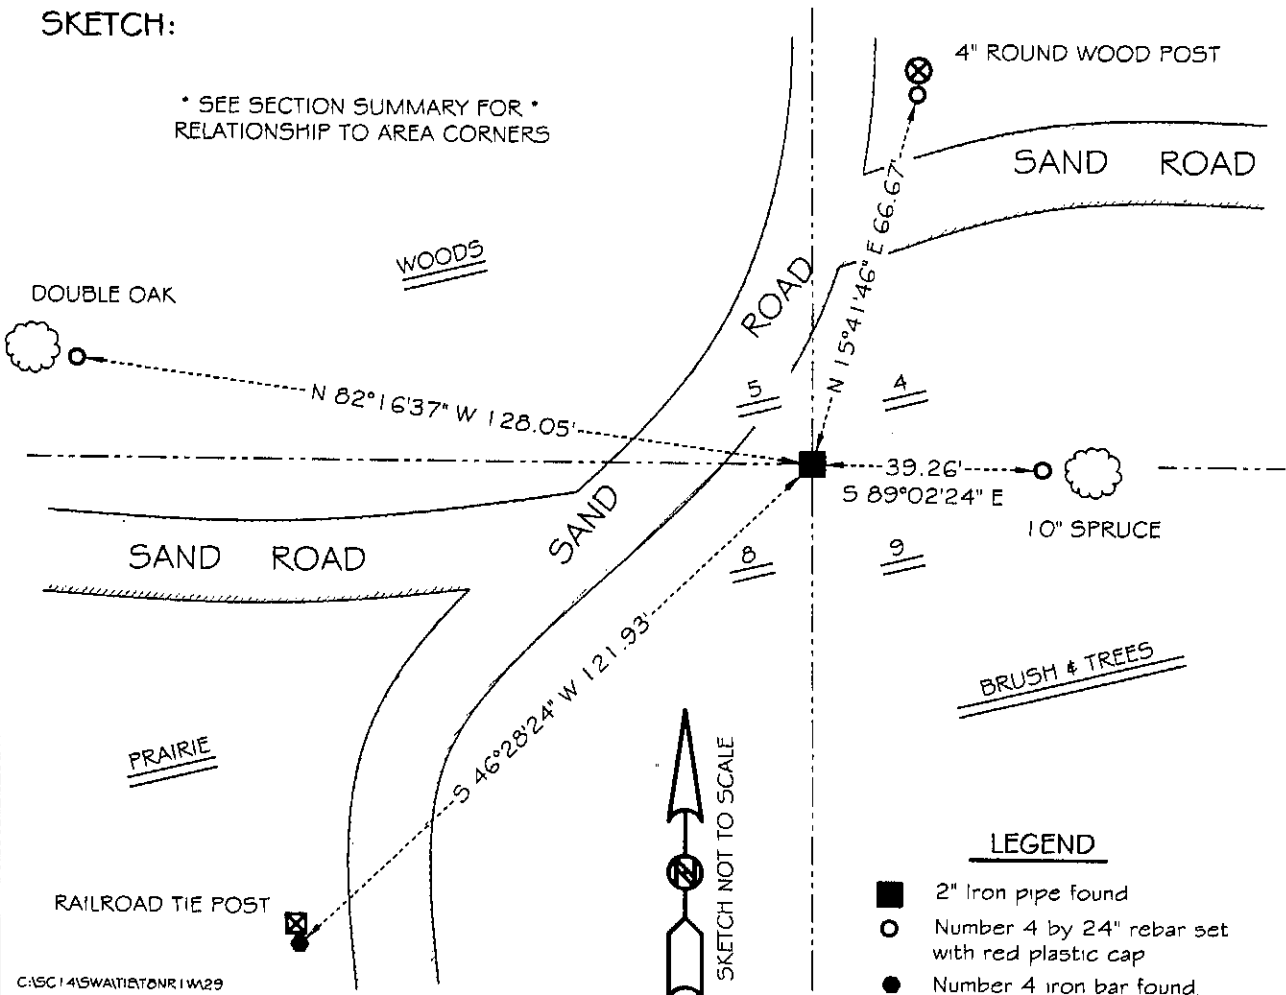 SKETCH:
* SEE SECTION SUMMARY FOR *
RELATIONSHIP TO AREA CORNERS
4" ROUND WOOD POST
SAND ROAD
WOODS
DOUBLE OAK
ROAD
N 15°41'46" E 66.67'
N 82°16'37" W 128.05'
5
4
39.26'
S 89°02'24" E
10" SPRUCE
SAND
SAND ROAD
8
9
S 46°28'24" W 121.93'
BRUSH & TREES
PRAIRIE
RAILROAD TIE POST
N
SKETCH NOT TO SCALE
LEGEND
2" Iron pipe found
Number 4 by 24" rebar set
with red plastic cap
Number 4 iron bar found